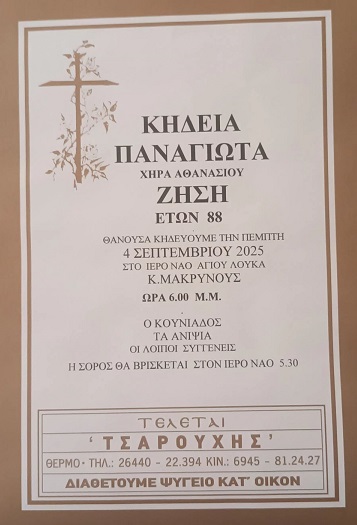 ΚΗΔΕΙΑ
ΠΑΝΑΓΙΩΤΑ
ΧΗΡΑ ΑΘΑΝΑΣΙΟΥ
ΖΗΣΗ
ΕΤΩΝ 88
ΘΑΝΟΥΣΑ ΚΗΔΕΥΟΥΜΕ ΤΗΝ ΠΕΜΠΤΗ
4 ΣΕΠΤΕΜΒΡΙΟΥ 2025
ΣΤΟ ΙΕΡΟ ΝΑΟ ΑΓΙΟΥ ΛΟΥΚΑ
Κ.ΜΑΚΡΥΝΟΥΣ
ΩΡΑ 6.00 Μ.Μ.
Ο ΚΟΥΝΙΑΔΟΣ
ΤΑ ΑΝΙΨΙΑ
ΟΙ ΛΟΙΠΟΙ ΣΥΓΓΕΝΕΙΣ
Η ΣΟΡΟΣ ΘΑ ΒΡΙΣΚΕΤΑΙ ΣΤΟΝ ΙΕΡΟ ΝΑΟ 5.30
ΤΕΛΕΤΑΙ
‘ΤΣΑΡΟΥΧΗΣ’
ΘΕΡΜΟ • ΤΗΛ.: 26440 - 22.394 ΚΙΝ.: 6945 - 81.24.27
ΔΙΑΘΕΤΟΥΜΕ ΨΥΓΕΙΟ ΚΑΤ’ ΟΙΚΟΝ